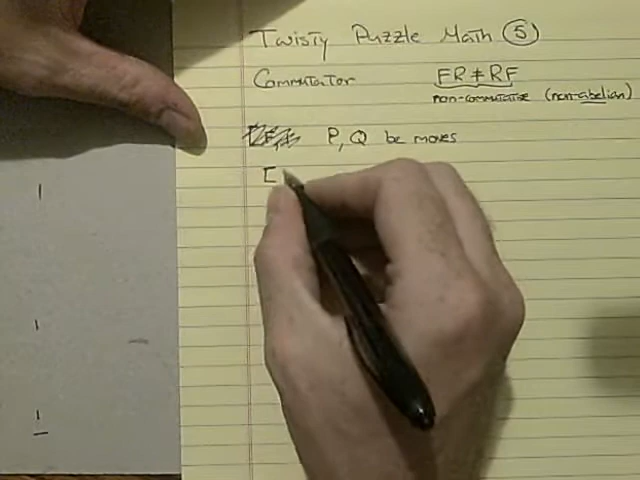 Twisty Puzzle Math 5
Commutator FR ≠ RF
non-commutative (non-abelian)
P, Q be moves
[